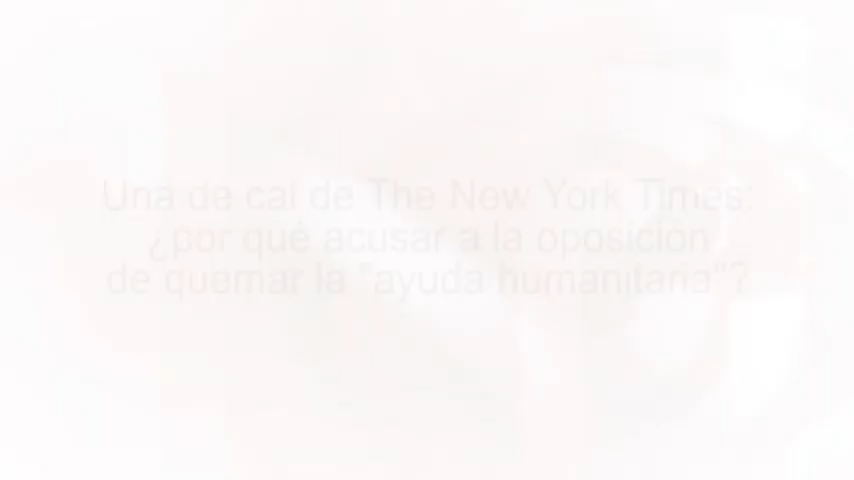 Una de cal de The New York Times:
¿por qué acusar a la oposición
de quemar la "ayuda humanitaria"?